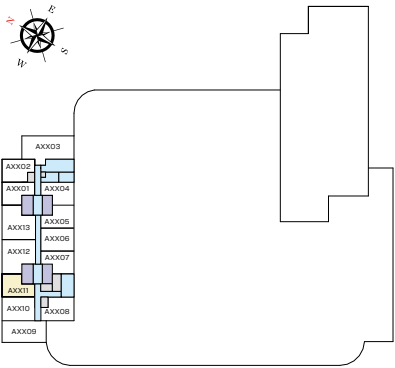 N
E
S
W
AXX03
AXX02
AXX01 AXX04
AXX13 AXX05
AXX06
AXX12 AXX07
AXX11
AXX10 AXX08
AXX09